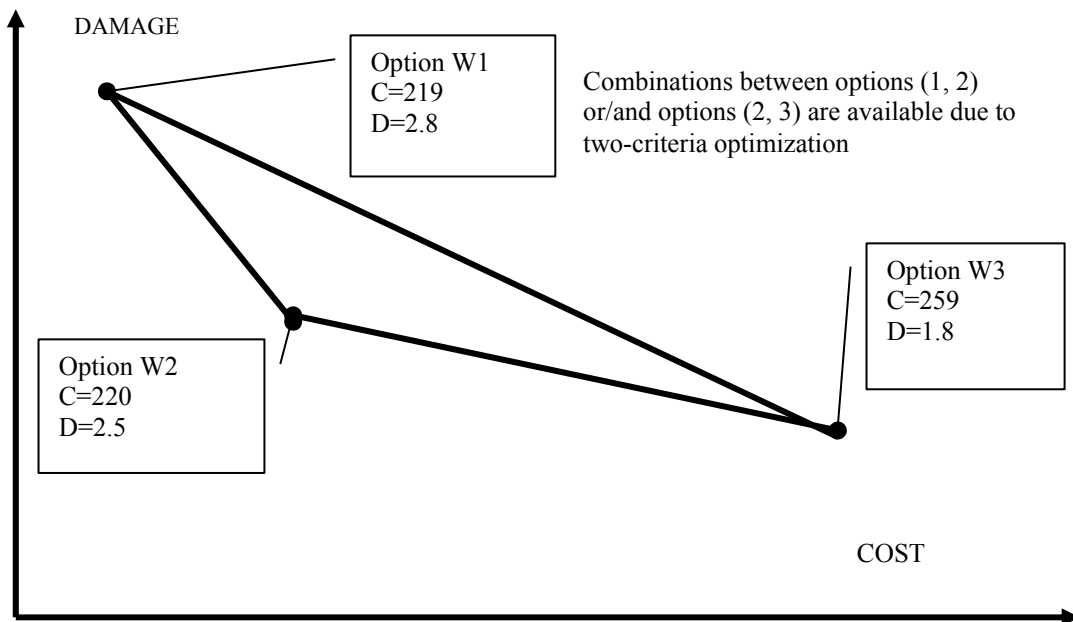 DAMAGE
Option W1
C=219
D=2.8
Combinations between options (1, 2)
or/and options (2, 3) are available due to
two-criteria optimization
Option W3
C=259
D=1.8
Option W2
C=220
D=2.5
COST